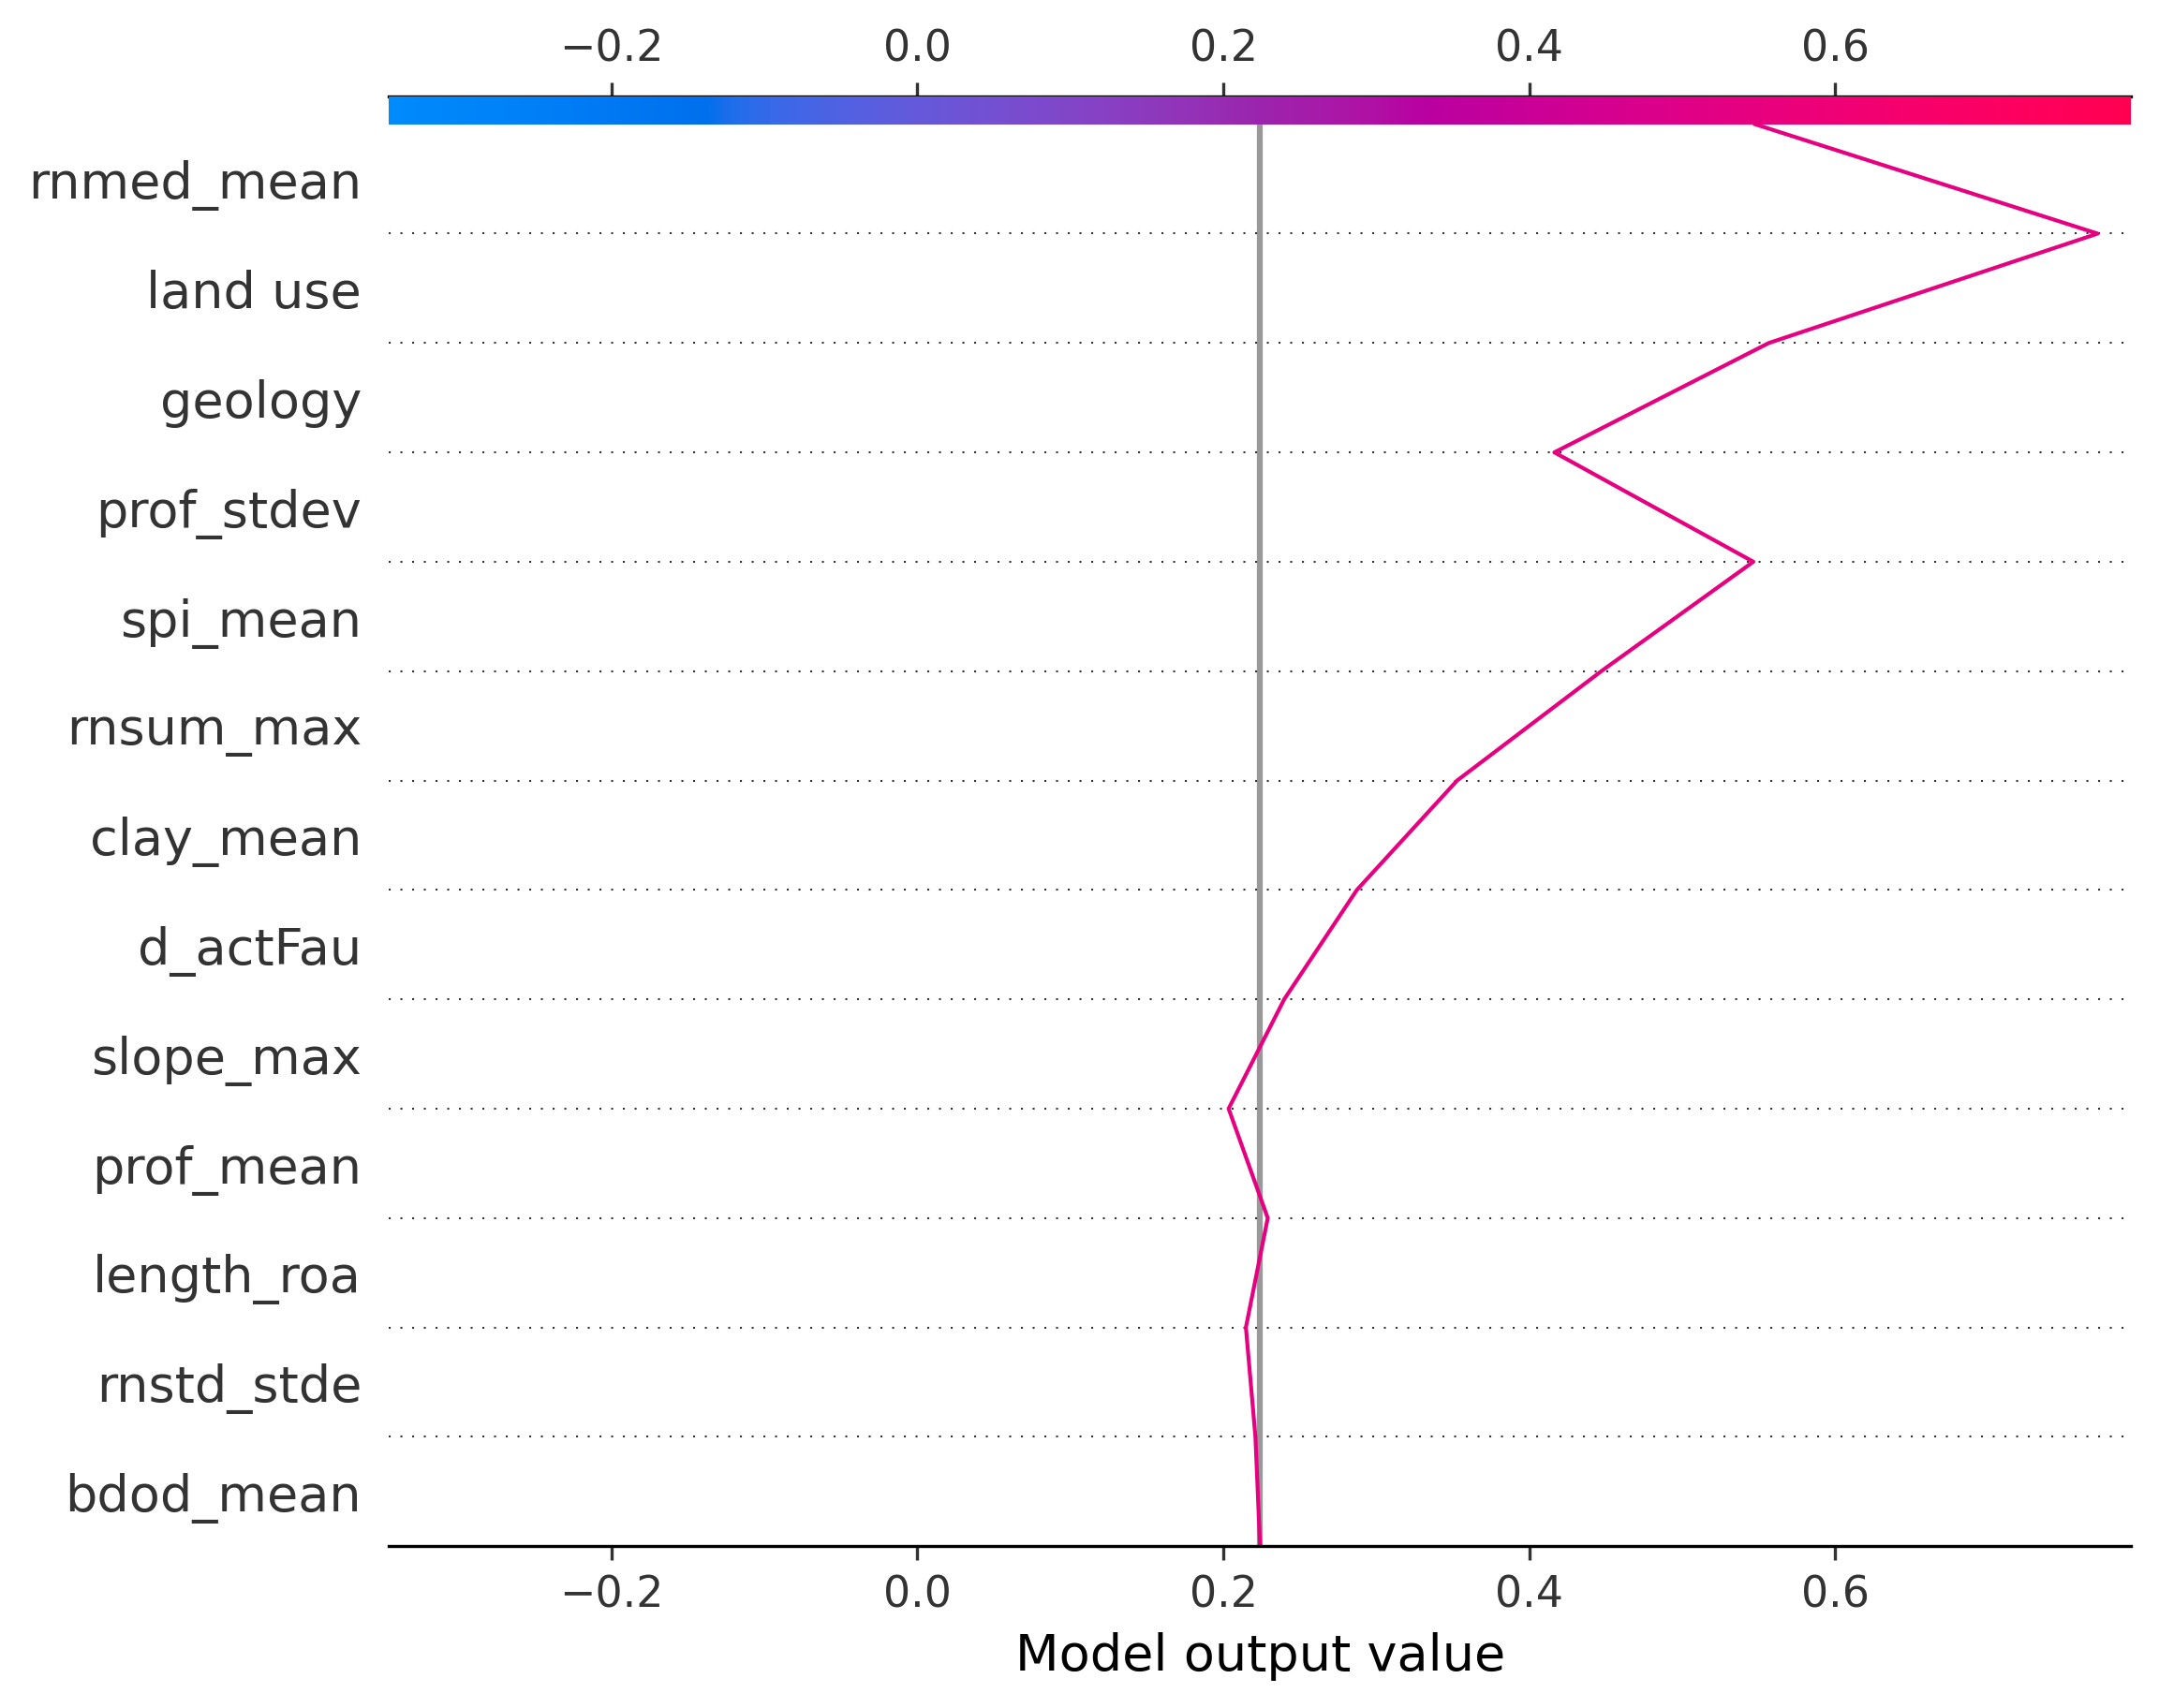 −0.2 0.0 0.2 0.4 0.6
rnmed_mean
land use
geology
prof_stdev
spi_mean
rnsum_max
clay_mean
d_actFau
slope_max
prof_mean
length_roa
rnstd_stde
bdod_mean
−0.2 0.0 0.2 0.4 0.6
Model output value